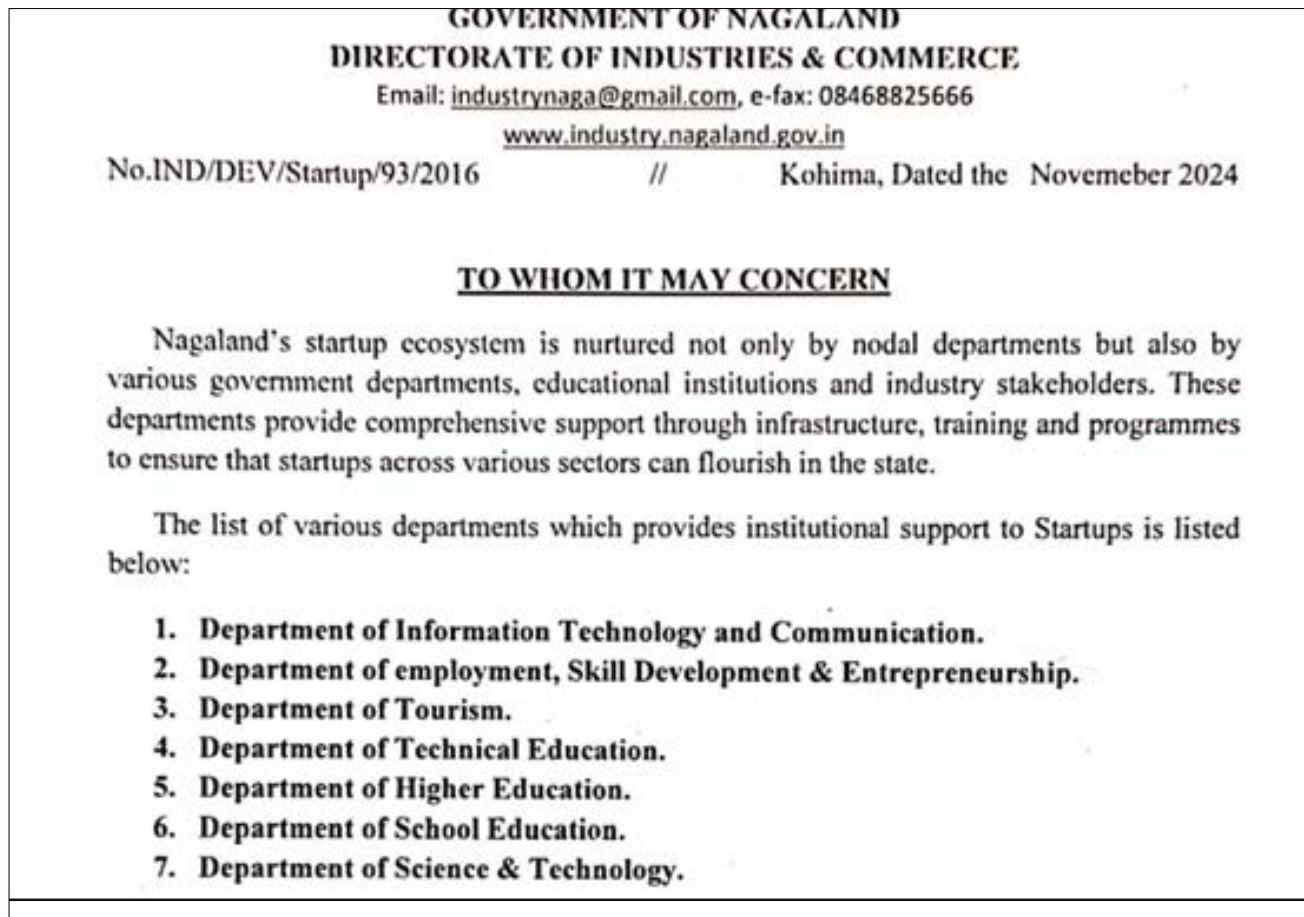 GOVERNMENT OF NAGALAND
DIRECTORATE OF INDUSTRIES & COMMERCE
Email: industrynaga@gmail.com, e-fax: 08468825666
www.industry.nagaland.gov.in
No.IND/DEV/Startup/93/2016 // Kohima, Dated the Novemeber 2024
TO WHOM IT MAY CONCERN
Nagaland's startup ecosystem is nurtured not only by nodal departments but also by
various government departments, educational institutions and industry stakeholders. These
departments provide comprehensive support through infrastructure, training and programmes
to ensure that startups across various sectors can flourish in the state.
The list of various departments which provides institutional support to Startups is listed
below:
1. Department of Information Technology and Communication.
2. Department of employment, Skill Development & Entrepreneurship.
3. Department of Tourism.
4. Department of Technical Education.
5. Department of Higher Education.
6. Department of School Education.
7. Department of Science & Technology.